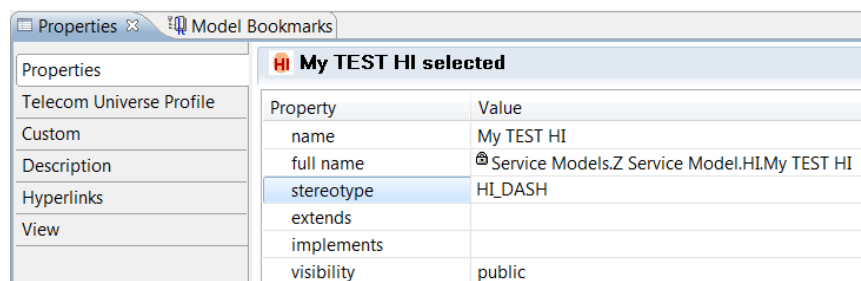 Properties Model Bookmarks
Properties
Telecom Universe Profile
Custom
Description
Hyperlinks
View
HI My TEST HI selected
Property Value
name My TEST HI
full name Service Models.Z Service Model.HI.My TEST HI
stereotype HI_DASH
extends
implements
visibility public